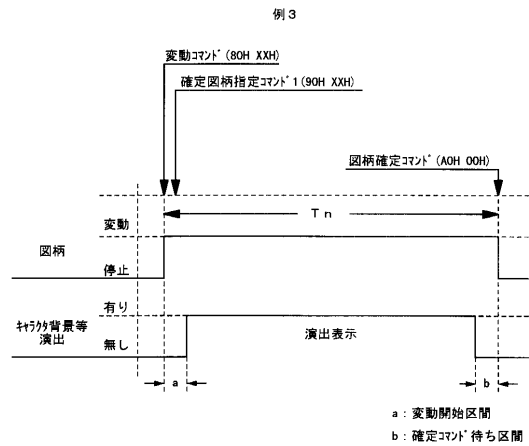 例３
変動ｺﾏﾝﾄﾞ(80H XXH)
確定図柄指定ｺﾏﾝﾄﾞ1(90H XXH)
図柄確定ｺﾏﾝﾄﾞ(A0H 00H)
Ｔｎ
変動
図柄
停止
有り
ｷｬﾗｸﾀ背景等
演出
演出表示
無し
a
b
a：変動開始区間
b：確定ｺﾏﾝﾄﾞ待ち区間